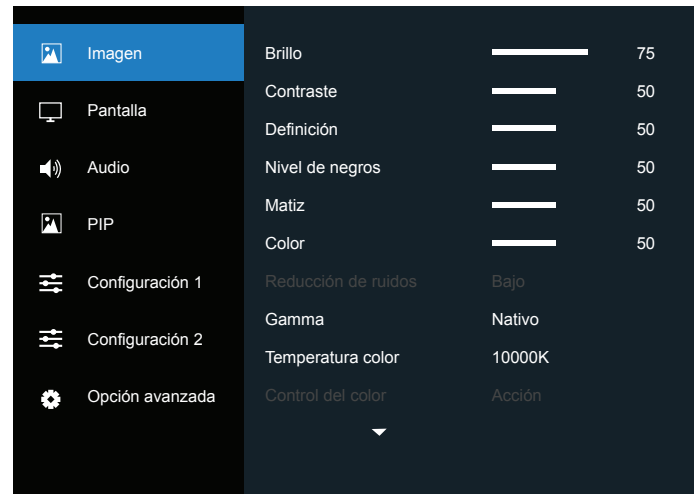 Imagen
Pantalla
Audio
PIP
Configuración 1
Configuración 2
Opción avanzada
Brillo 75
Contraste 50
Definición 50
Nivel de negros 50
Matiz 50
Color 50
Reducción de ruidos Bajo
Gamma Nativo
Temperatura color 10000K
Control del color Acción